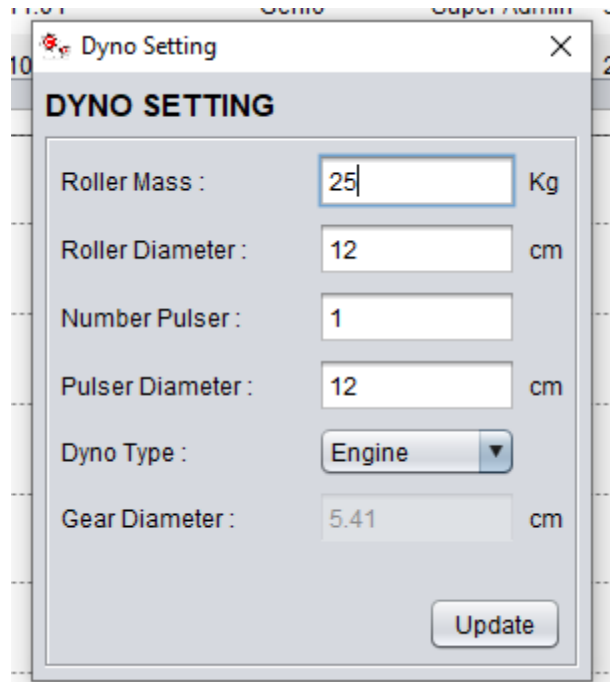 Dyno Setting
DYNO SETTING
Roller Mass : 25 Kg
Roller Diameter : 12 cm
Number Pulser : 1
Pulser Diameter : 12 cm
Dyno Type : Engine
Gear Diameter : 5.41 cm
Update